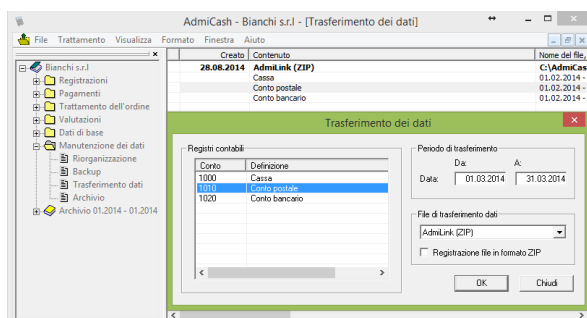 AdmiCash - Bianchi s.r.l - [Trasferimento dei dati]
File Trattamento Visualizza Formato Finestra Aiuto
Creato Contenuto Nome del file,
28.08.2014 AdmiLink (ZIP) C:\AdmiCas
Cassa 01.02.2014 -
Conto postale 01.02.2014 -
Conto bancario 01.02.2014 -
Bianchi s.r.l
Registrazioni
Pagamenti
Trattamento dell'ordine
Valutazioni
Dati di base
Manutenzione dei dati
Riorganizzazione
Backup
Trasferimento dati
Archivio
Archivio 01.2014 - 01.2014
Trasferimento dei dati
Registri contabili
Conto Definizione
1000 Cassa
1010 Conto postale
1020 Conto bancario
Periodo di trasferimento
Da: A:
Data: 01.03.2014 31.03.2014
File di trasferimento dati
AdmiLink (ZIP)
Registrazione file in formato ZIP
OK Chiudi